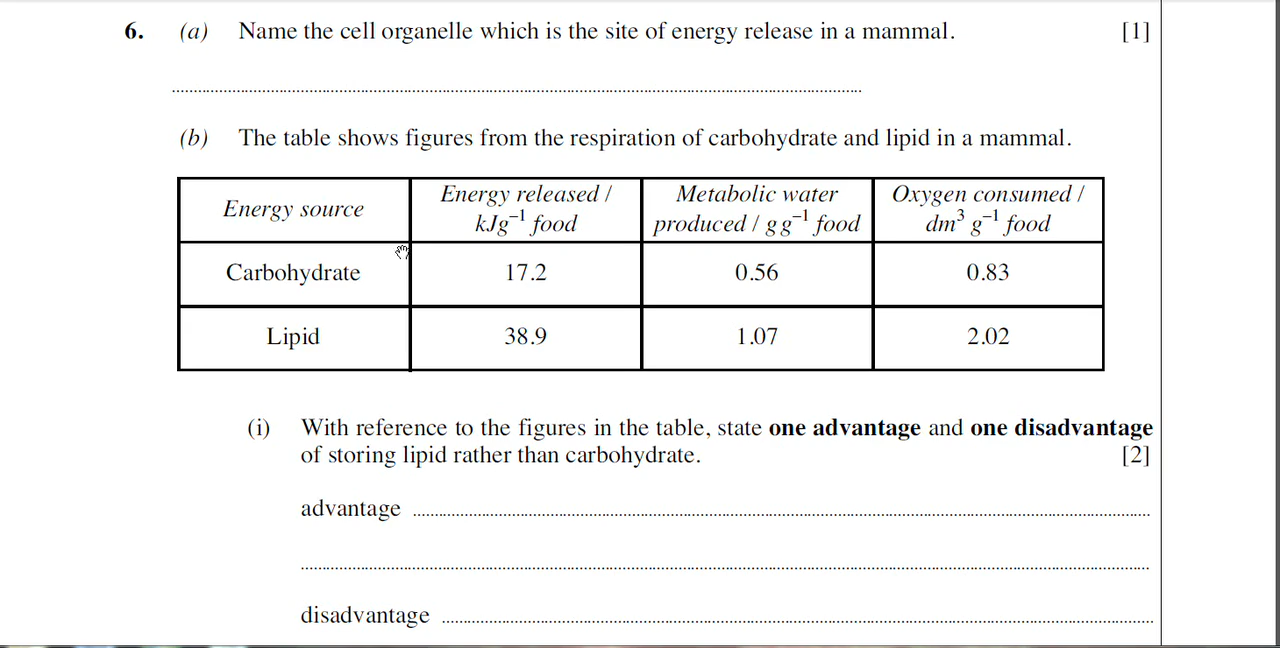 6. (a) Name the cell organelle which is the site of energy release in a mammal. [1]
(b) The table shows figures from the respiration of carbohydrate and lipid in a mammal.
Energy source
Energy released /
kJg⁻¹ food
Metabolic water
produced / g g⁻¹ food
Oxygen consumed /
dm³ g⁻¹ food
Carbohydrate 17.2 0.56 0.83
Lipid 38.9 1.07 2.02
(i) With reference to the figures in the table, state one advantage and one disadvantage
of storing lipid rather than carbohydrate. [2]
advantage
disadvantage